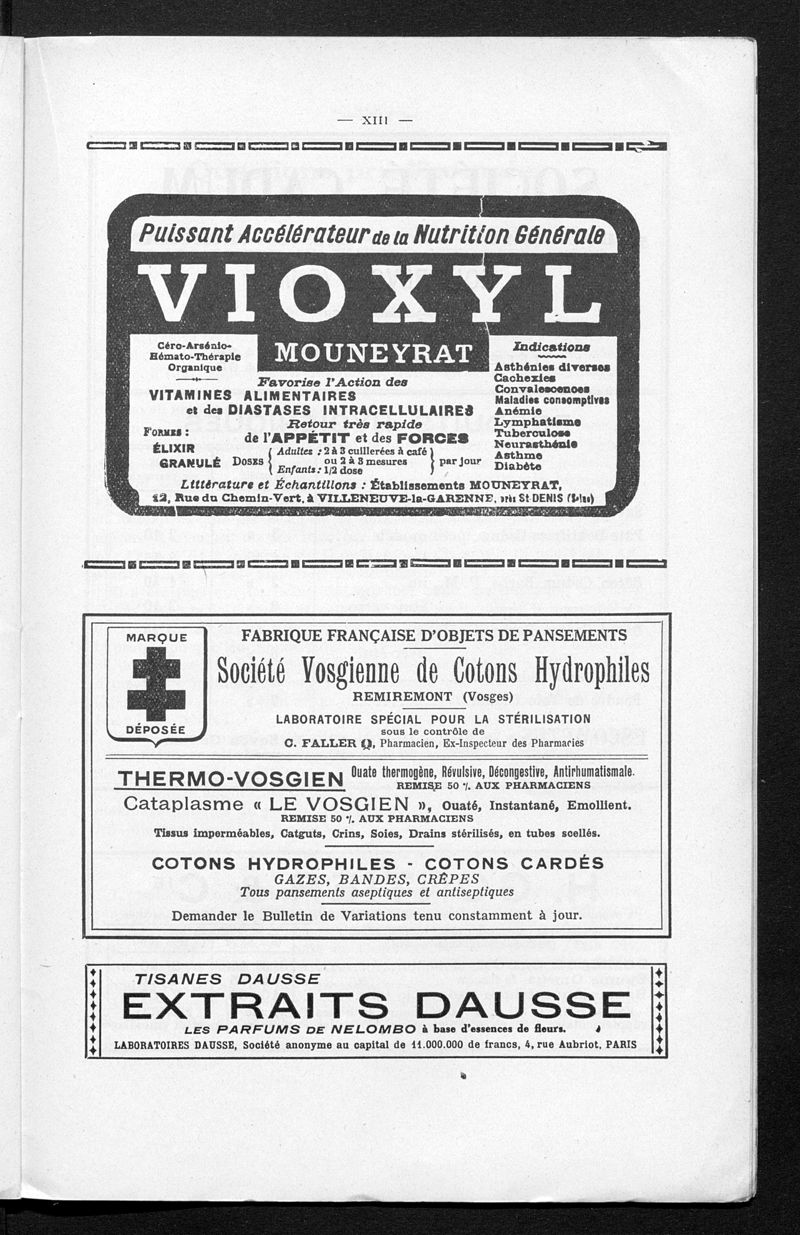 — XIII —
Puissant Accélérateur de la Nutrition Générale
VIOXYL
MOUNEYRAT
Céro-Arsénio-
Hémato-Thérapie
Organique
Favorise l'Action des
VITAMINES ALIMENTAIRES
et des DIASTASES INTRACELLULAIRES
Retour très rapide
de l'APPÉTIT et des FORCES
FORMES :
ÉLIXIR
GRANULÉ
DOSES { Adultes : 2 à 3 cuillerées à café
ou 2 à 3 mesures
Enfants : 1/2 dose } par jour
Indications
Asthénies diverses
Cachexies
Convalescences
Maladies consomptives
Anémie
Lymphatisme
Tuberculose
Neurasthénie
Asthme
Diabète
Littérature et Échantillons : Établissements MOUNEYRAT,
12, Rue du Chemin-Vert, à VILLENEUVE-la-GARENNE, près St-DENIS (Seine)
MARQUE
DÉPOSÉE
FABRIQUE FRANÇAISE D'OBJETS DE PANSEMENTS
Société Vosgienne de Cotons Hydrophiles
REMIREMONT (Vosges)
LABORATOIRE SPÉCIAL POUR LA STÉRILISATION
sous le contrôle de
C. FALLER, Pharmacien, Ex-Inspecteur des Pharmaries
THERMO-VOSGIEN Ouate thermogène, Révulsive, Décongestive, Antirhumatismale.
REMISE 50 % AUX PHARMACIENS
Cataplasme « LE VOSGIEN », Ouaté, Instantané, Emollient.
REMISE 50 % AUX PHARMACIENS
Tissus imperméables, Catguts, Crins, Soies, Drains stérilisés, en tubes scellés.
COTONS HYDROPHILES - COTONS CARDÉS
GAZES, BANDES, CRÊPES
Tous pansements aseptiques et antiseptiques
Demander le Bulletin de Variations tenu constamment à jour.
TISANES DAUSSE
EXTRAITS DAUSSE
LES PARFUMS DE NELOMBO à base d'essences de fleurs.
LABORATOIRES DAUSSE, Société anonyme au capital de 11.000.000 de francs, 4, rue Aubriot, PARIS